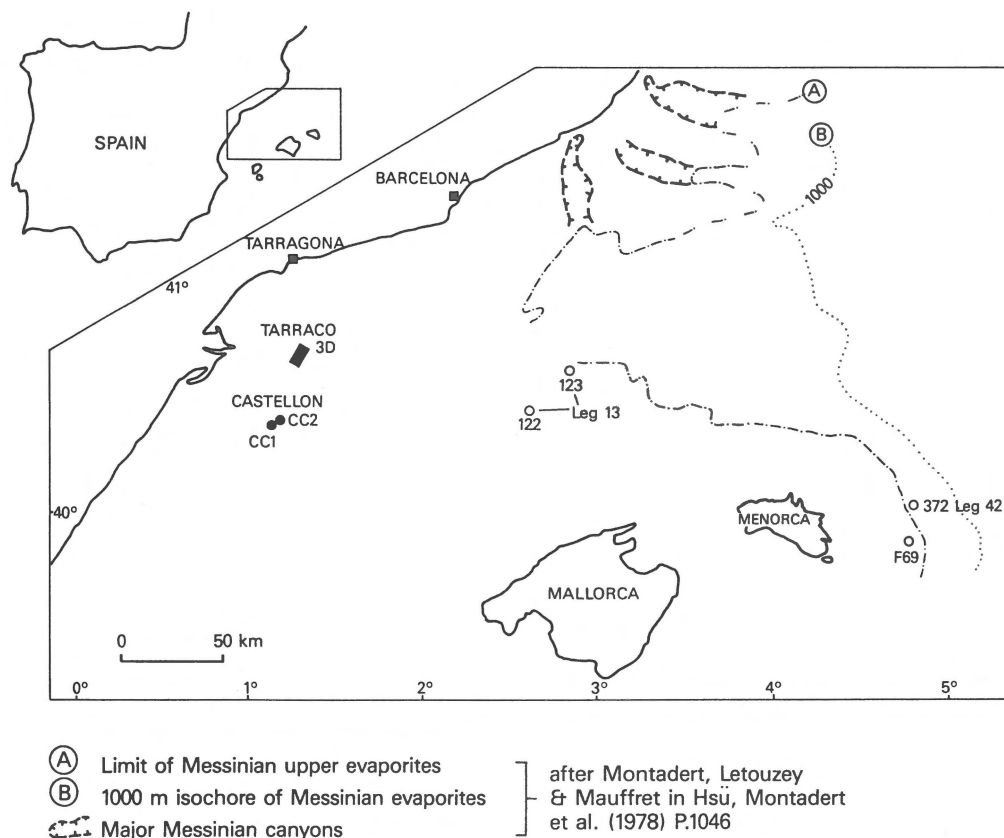 SPAIN
A
B
1000
BARCELONA
TARRAGONA
41°
TARRACO
3D
CASTELLON
CC2
CC1
123
122
Leg 13
40°
372 Leg 42
F69
MENORCA
MALLORCA
0 50 km
0° 1° 2° 3° 4° 5°
A Limit of Messinian upper evaporites
B 1000 m isochore of Messinian evaporites
Major Messinian canyons
after Montadert, Letouzey
& Mauffret in Hsü, Montadert
et al. (1978) P.1046